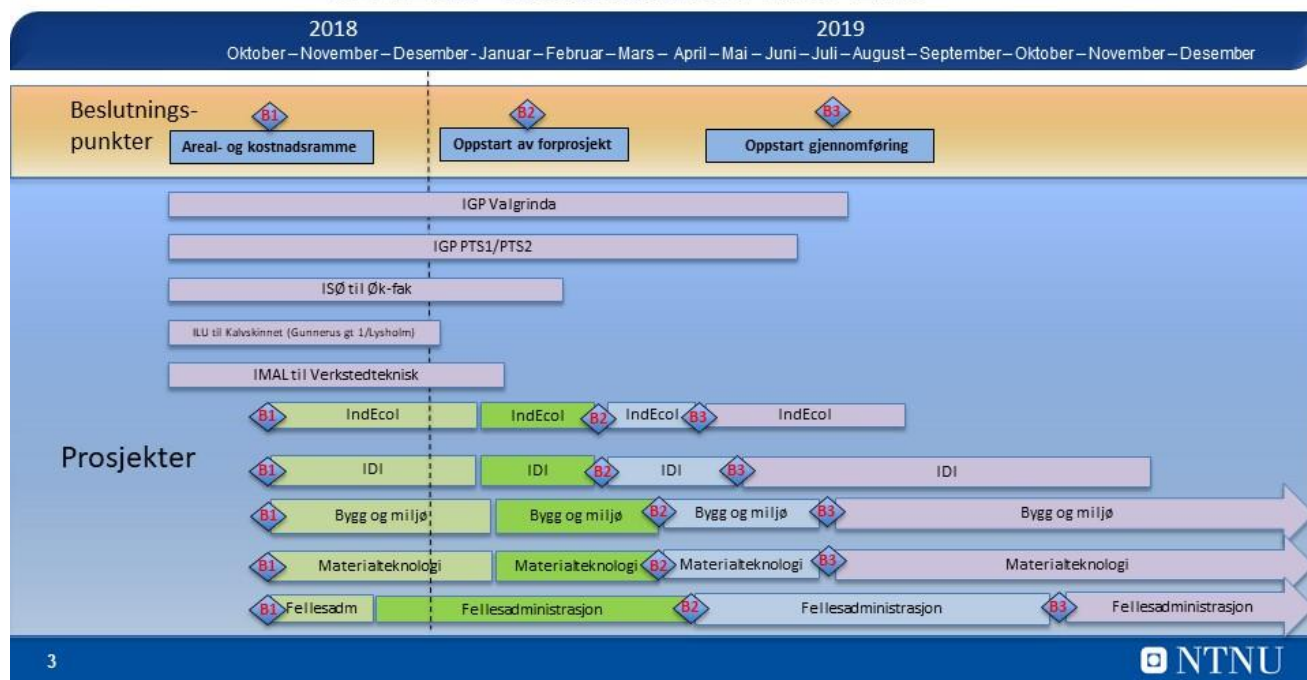 2018
2019
Oktober – November – Desember - Januar – Februar – Mars – April – Mai – Juni – Juli – August – September – Oktober – November – Desember
Beslutnings-
punkter
B1
B2
B3
Areal- og kostnadsramme
Oppstart av forprosjekt
Oppstart gjennomføring
IGP Valgrinda
IGP PTS1/PTS2
ISØ til Øk-fak
ILU til Kalvskinnet (Gunnerus gt 1/Lysholm)
IMAL til Verkstedteknisk
B1 IndEcol IndEcol B2 IndEcol B3 IndEcol
Prosjekter
B1 IDI IDI B2 IDI B3 IDI
B1 Bygg og miljø Bygg og miljø B2 Bygg og miljø B3 Bygg og miljø
B1 Materialteknologi Materialteknologi B2 Materialteknologi B3 Materialteknologi
B1 Fellesadm Fellesadministrasjon B2 Fellesadministrasjon B3 Fellesadministrasjon
3
NTNU